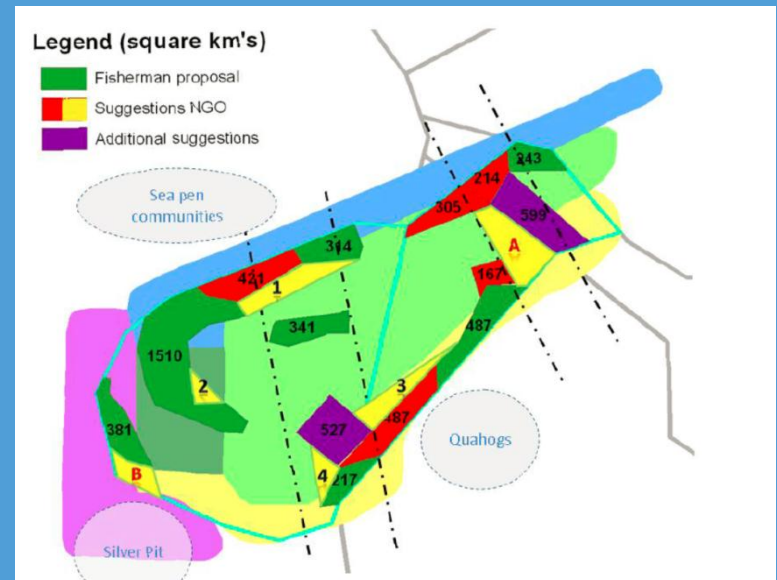 Legend (square km's)
Fisherman proposal
Suggestions NGO
Additional suggestions
Sea pen
communities
243
214
305
599
A
314
421
1
167
341
487
1510
2
3
487
381
527
4
217
B
Quahogs
Silver Pit